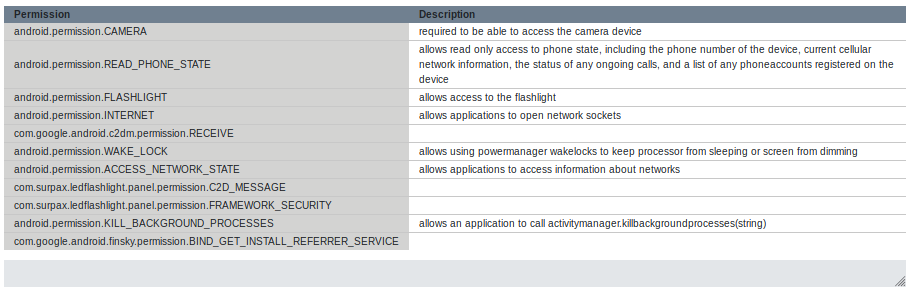 Permission Description
android.permission.CAMERA required to be able to access the camera device
android.permission.READ_PHONE_STATE allows read only access to phone state, including the phone number of the device, current cellular
network information, the status of any ongoing calls, and a list of any phoneaccounts registered on the
device
android.permission.FLASHLIGHT allows access to the flashlight
android.permission.INTERNET allows applications to open network sockets
com.google.android.c2dm.permission.RECEIVE
android.permission.WAKE_LOCK allows using powermanager wakelocks to keep processor from sleeping or screen from dimming
android.permission.ACCESS_NETWORK_STATE allows applications to access information about networks
com.surpax.ledflashlight.panel.permission.C2D_MESSAGE
com.surpax.ledflashlight.panel.permission.FRAMEWORK_SECURITY
android.permission.KILL_BACKGROUND_PROCESSES allows an application to call activitymanager.killbackgroundprocesses(string)
com.google.android.finsky.permission.BIND_GET_INSTALL_REFERRER_SERVICE